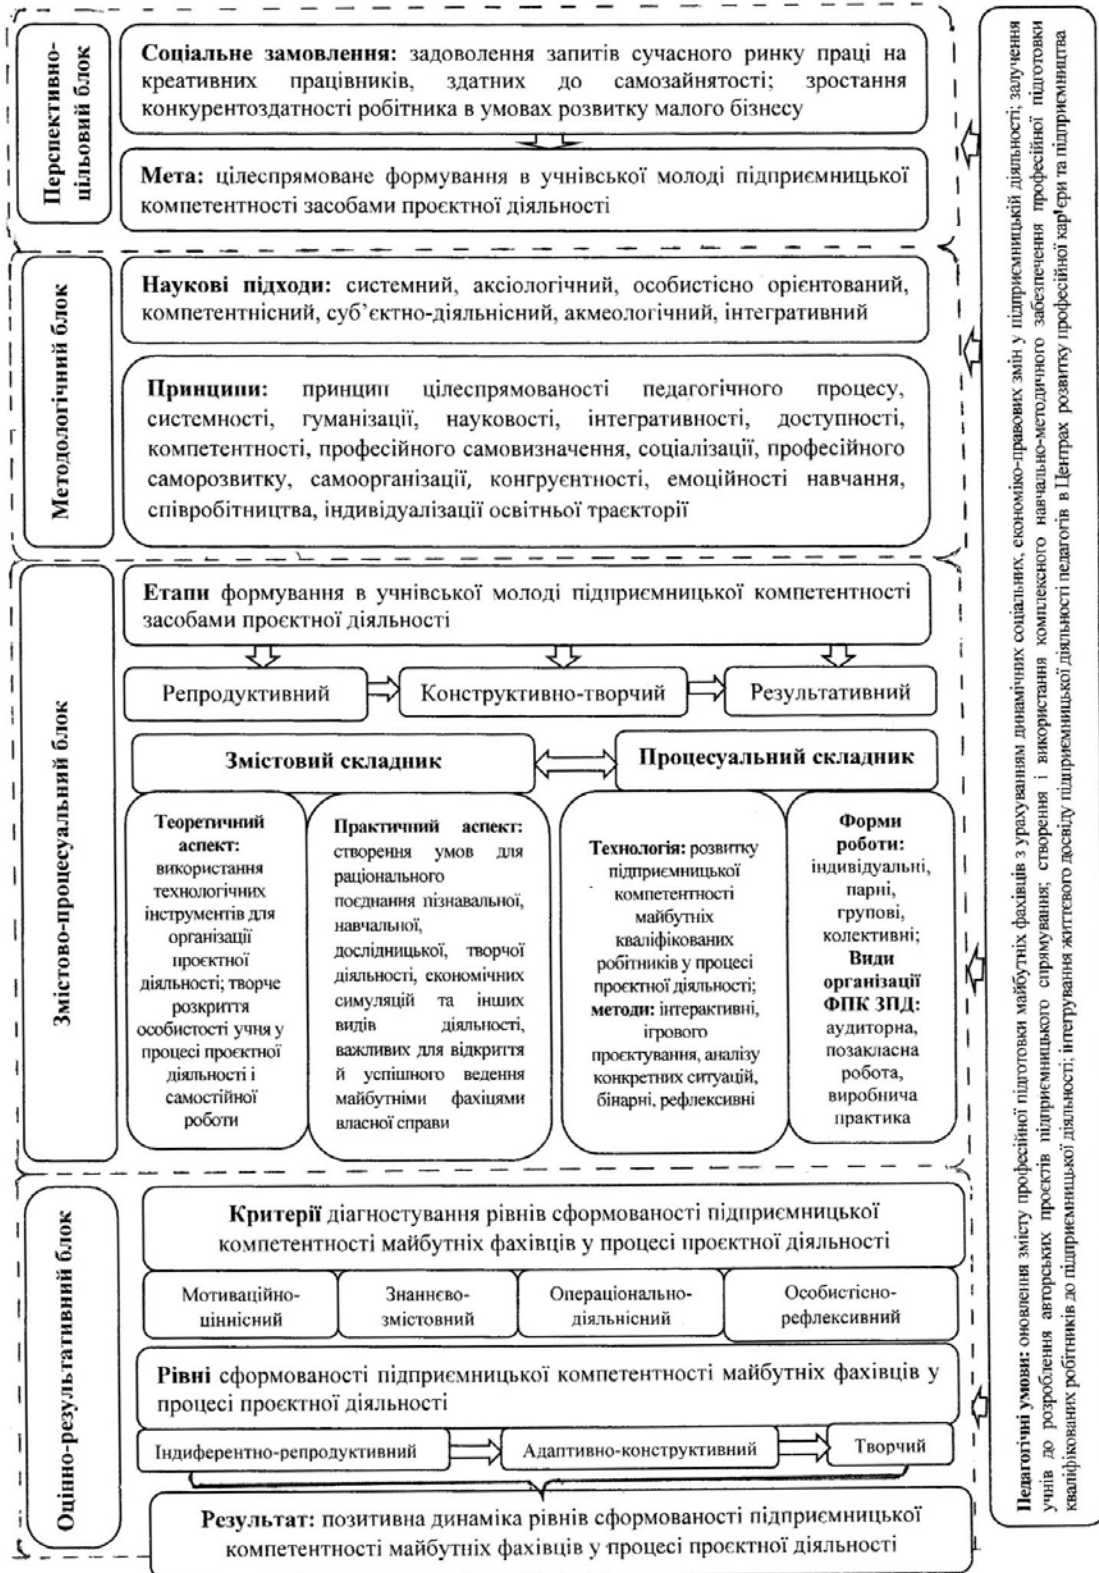 Перспективно-
цільовий блок
Соціальне замовлення: задоволення запитів сучасного ринку праці на
креативних працівників, здатних до самозайнятості; зростання
конкурентоздатності робітника в умовах розвитку малого бізнесу
Мета: цілеспрямоване формування в учнівської молоді підприємницької
компетентності засобами проєктної діяльності
Методологічний блок
Наукові підходи: системний, аксіологічний, особистісно орієнтований,
компетентнісний, суб’єктно-діяльнісний, акмеологічний, інтегративний
Принципи: принцип цілеспрямованості педагогічного процесу,
системності, гуманізації, науковості, інтегративності, доступності,
компетентності, професійного самовизначення, соціалізації, професійного
саморозвитку, самоорганізації, конгруентності, емоційності навчання,
співробітництва, індивідуалізації освітньої траєкторії
Змістово-процесуальний блок
Етапи формування в учнівської молоді підприємницької компетентності
засобами проєктної діяльності
Репродуктивний
Конструктивно-творчий
Результативний
Змістовий складник
Процесуальний складник
Теоретичний
аспект:
використання
технологічних
інструментів для
організації
проєктної
діяльності; творче
розкриття
особистості учня у
процесі проєктної
діяльності і
самостійної
роботи
Практичний аспект:
створення умов для
раціонального
поєднання пізнавальної,
навчальної,
дослідницької, творчої
діяльності, економічних
симуляцій та інших
видів діяльності,
важливих для відкриття
й успішного ведення
майбутніми фахіцями
власної справи
Технологія: розвитку
підприємницької
компетентності
майбутніх
кваліфікованих
робітників у процесі
проєктної діяльності;
методи: інтерактивні,
ігрового
проєктування, аналізу
конкретних ситуацій,
бінарні, рефлексивні
Форми
роботи:
індивідуальні,
парні,
групові,
колективні;
Види
організації
ФПК ЗПД:
аудиторна,
позакласна
робота,
виробнича
практика
Оцінно-результативний блок
Критерії діагностування рівнів сформованості підприємницької
компетентності майбутніх фахівців у процесі проєктної діяльності
Мотиваційно-
ціннісний
Знаннєво-
змістовний
Операціонально-
діяльнісний
Особистісно-
рефлексивний
Рівні сформованості підприємницької компетентності майбутніх фахівців у
процесі проєктної діяльності
Індиферентно-репродуктивний
Адаптивно-конструктивний
Творчий
Результат: позитивна динаміка рівнів сформованості підприємницької
компетентності майбутніх фахівців у процесі проєктної діяльності
Педагогічні умови: оновлення змісту професійної підготовки майбутніх фахівців з урахуванням динамічних соціальних, економіко-правових змін у підприємницькій діяльності; залучення
учнів до розроблення авторських проєктів підприємницького спрямування; створення і використання комплексного навчально-методичного забезпечення професійної підготовки
кваліфікованих робітників до підприємницької діяльності; інтегрування життєвого досвіду підприємницької діяльності педагогів в Центрах розвитку професійної кар'єри та підприємництва